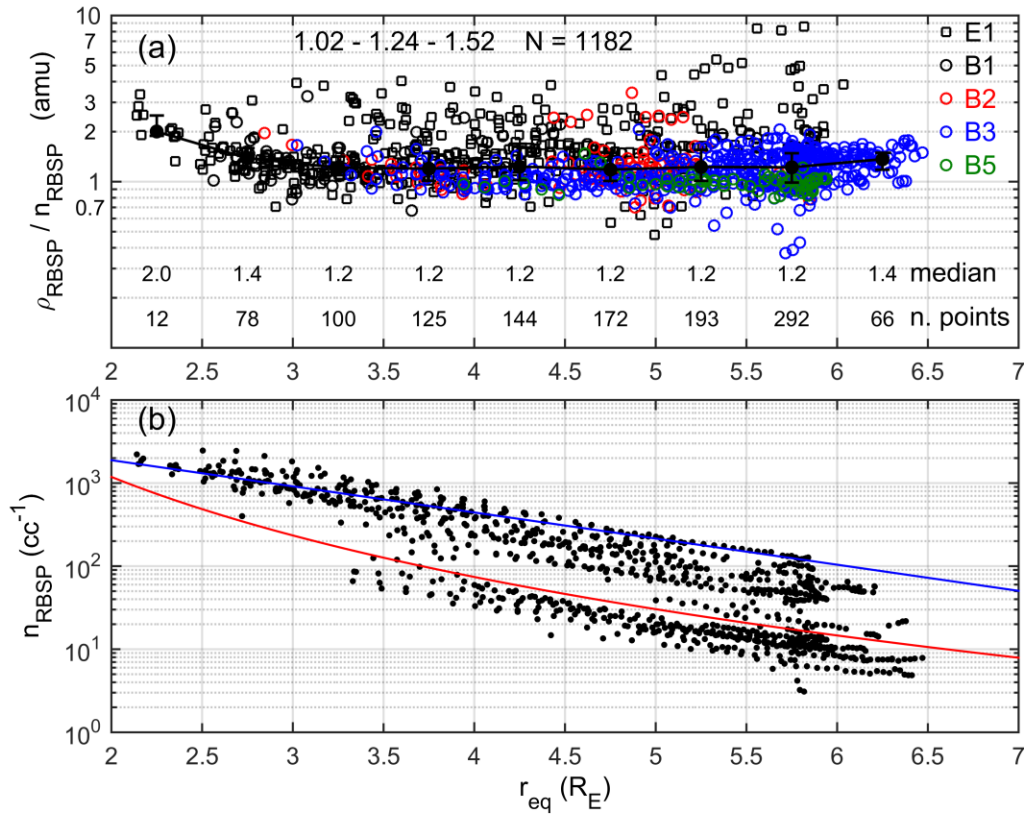 10
7
5
3
2
1
0.7
ρRBSP / nRBSP (amu)
(a)
1.02 - 1.24 - 1.52 N = 1182
E1
B1
B2
B3
B5
2.0 1.4 1.2 1.2 1.2 1.2 1.2 1.2 1.4 median
12 78 100 125 144 172 193 292 66 n. points
2 2.5 3 3.5 4 4.5 5 5.5 6 6.5 7
(b)
10^4
10^3
10^2
10^1
10^0
nRBSP (cc^-1)
2 2.5 3 3.5 4 4.5 5 5.5 6 6.5 7
req (RE)